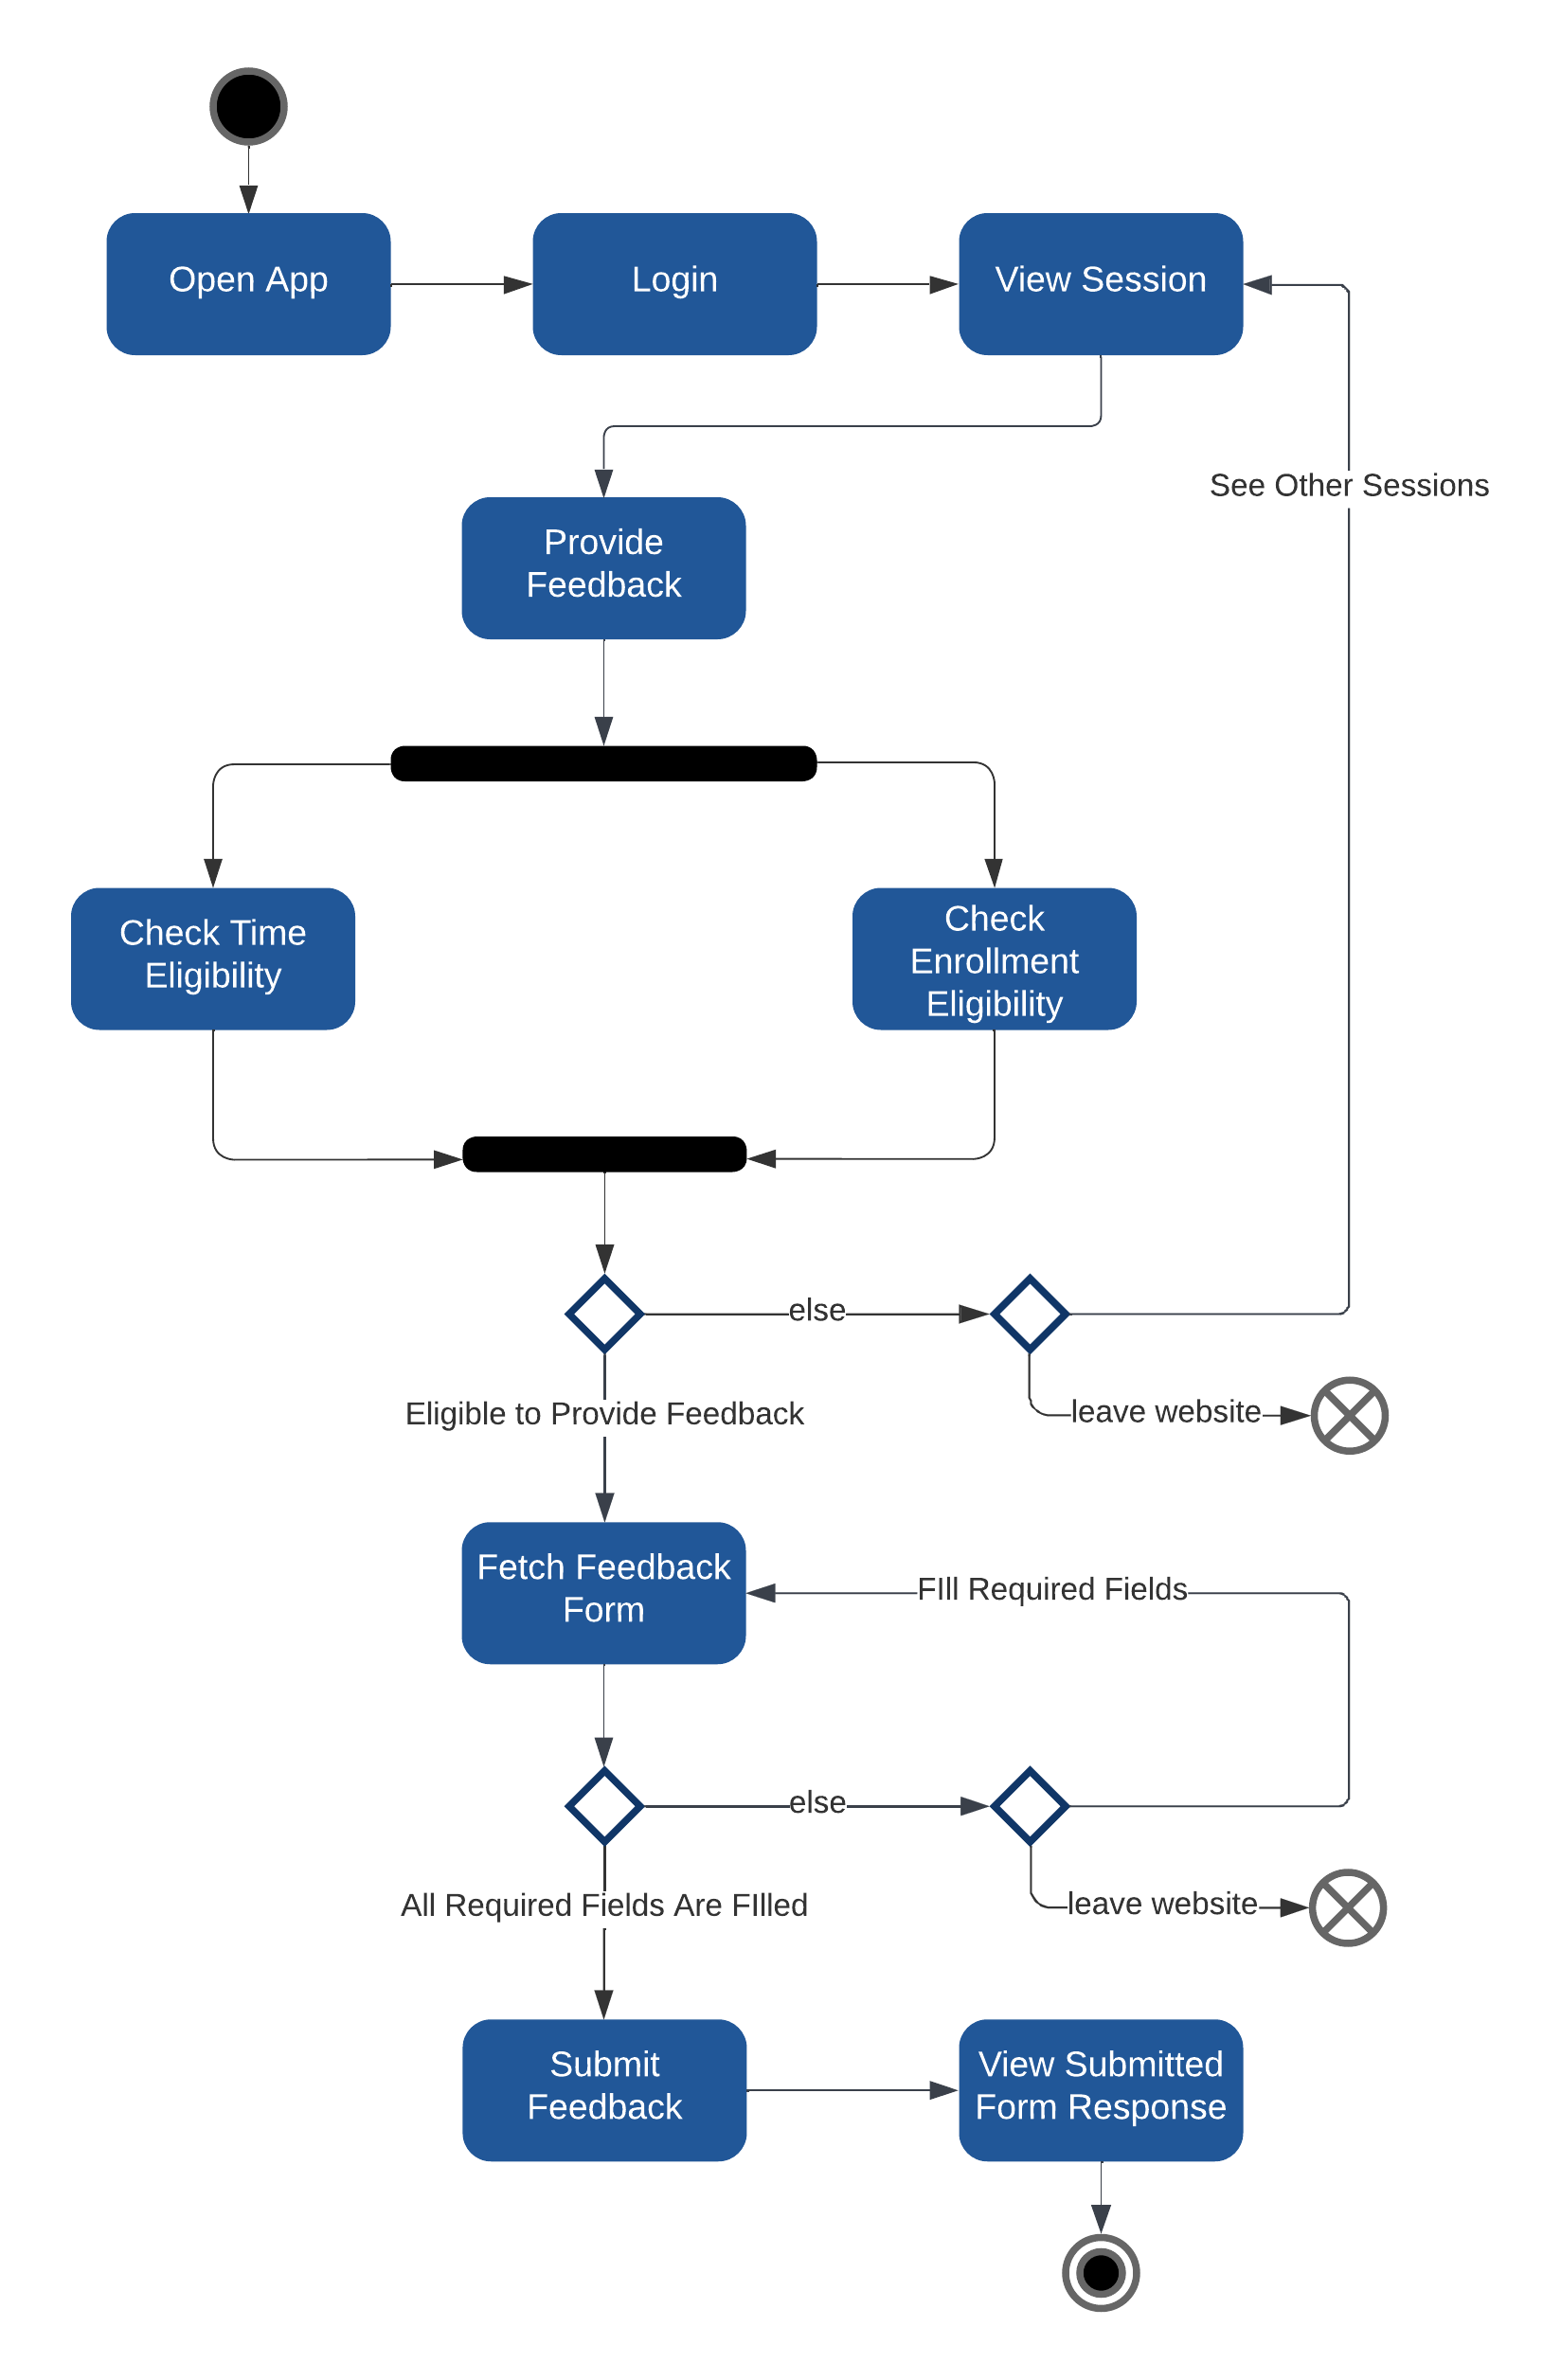 Open App
Login
View Session
See Other Sessions
Provide
Feedback
Check Time
Eligibility
Check
Enrollment
Eligibility
else
Eligible to Provide Feedback
leave website
Fetch Feedback
Form
FIll Required Fields
else
All Required Fields Are FIlled
leave website
Submit
Feedback
View Submitted
Form Response